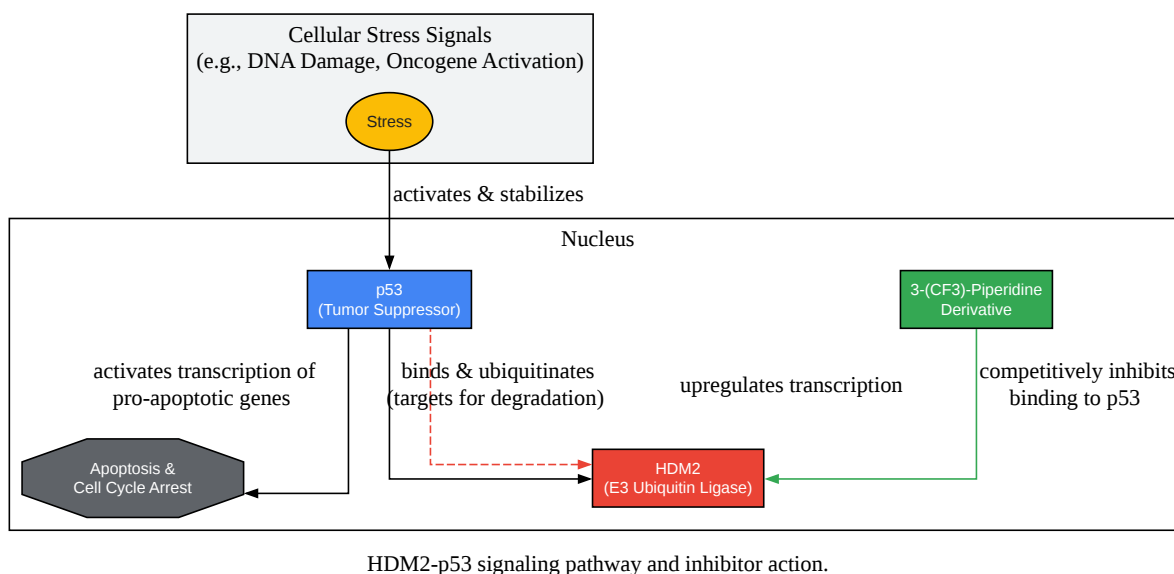 Cellular Stress Signals
(e.g., DNA Damage, Oncogene Activation)
Stress
activates & stabilizes
Nucleus
p53
(Tumor Suppressor)
3-(CF3)-Piperidine
Derivative
activates transcription of
pro-apoptotic genes
binds & ubiquitinates
(targets for degradation)
upregulates transcription
competitively inhibits
binding to p53
Apoptosis &
Cell Cycle Arrest
HDM2
(E3 Ubiquitin Ligase)
HDM2-p53 signaling pathway and inhibitor action.